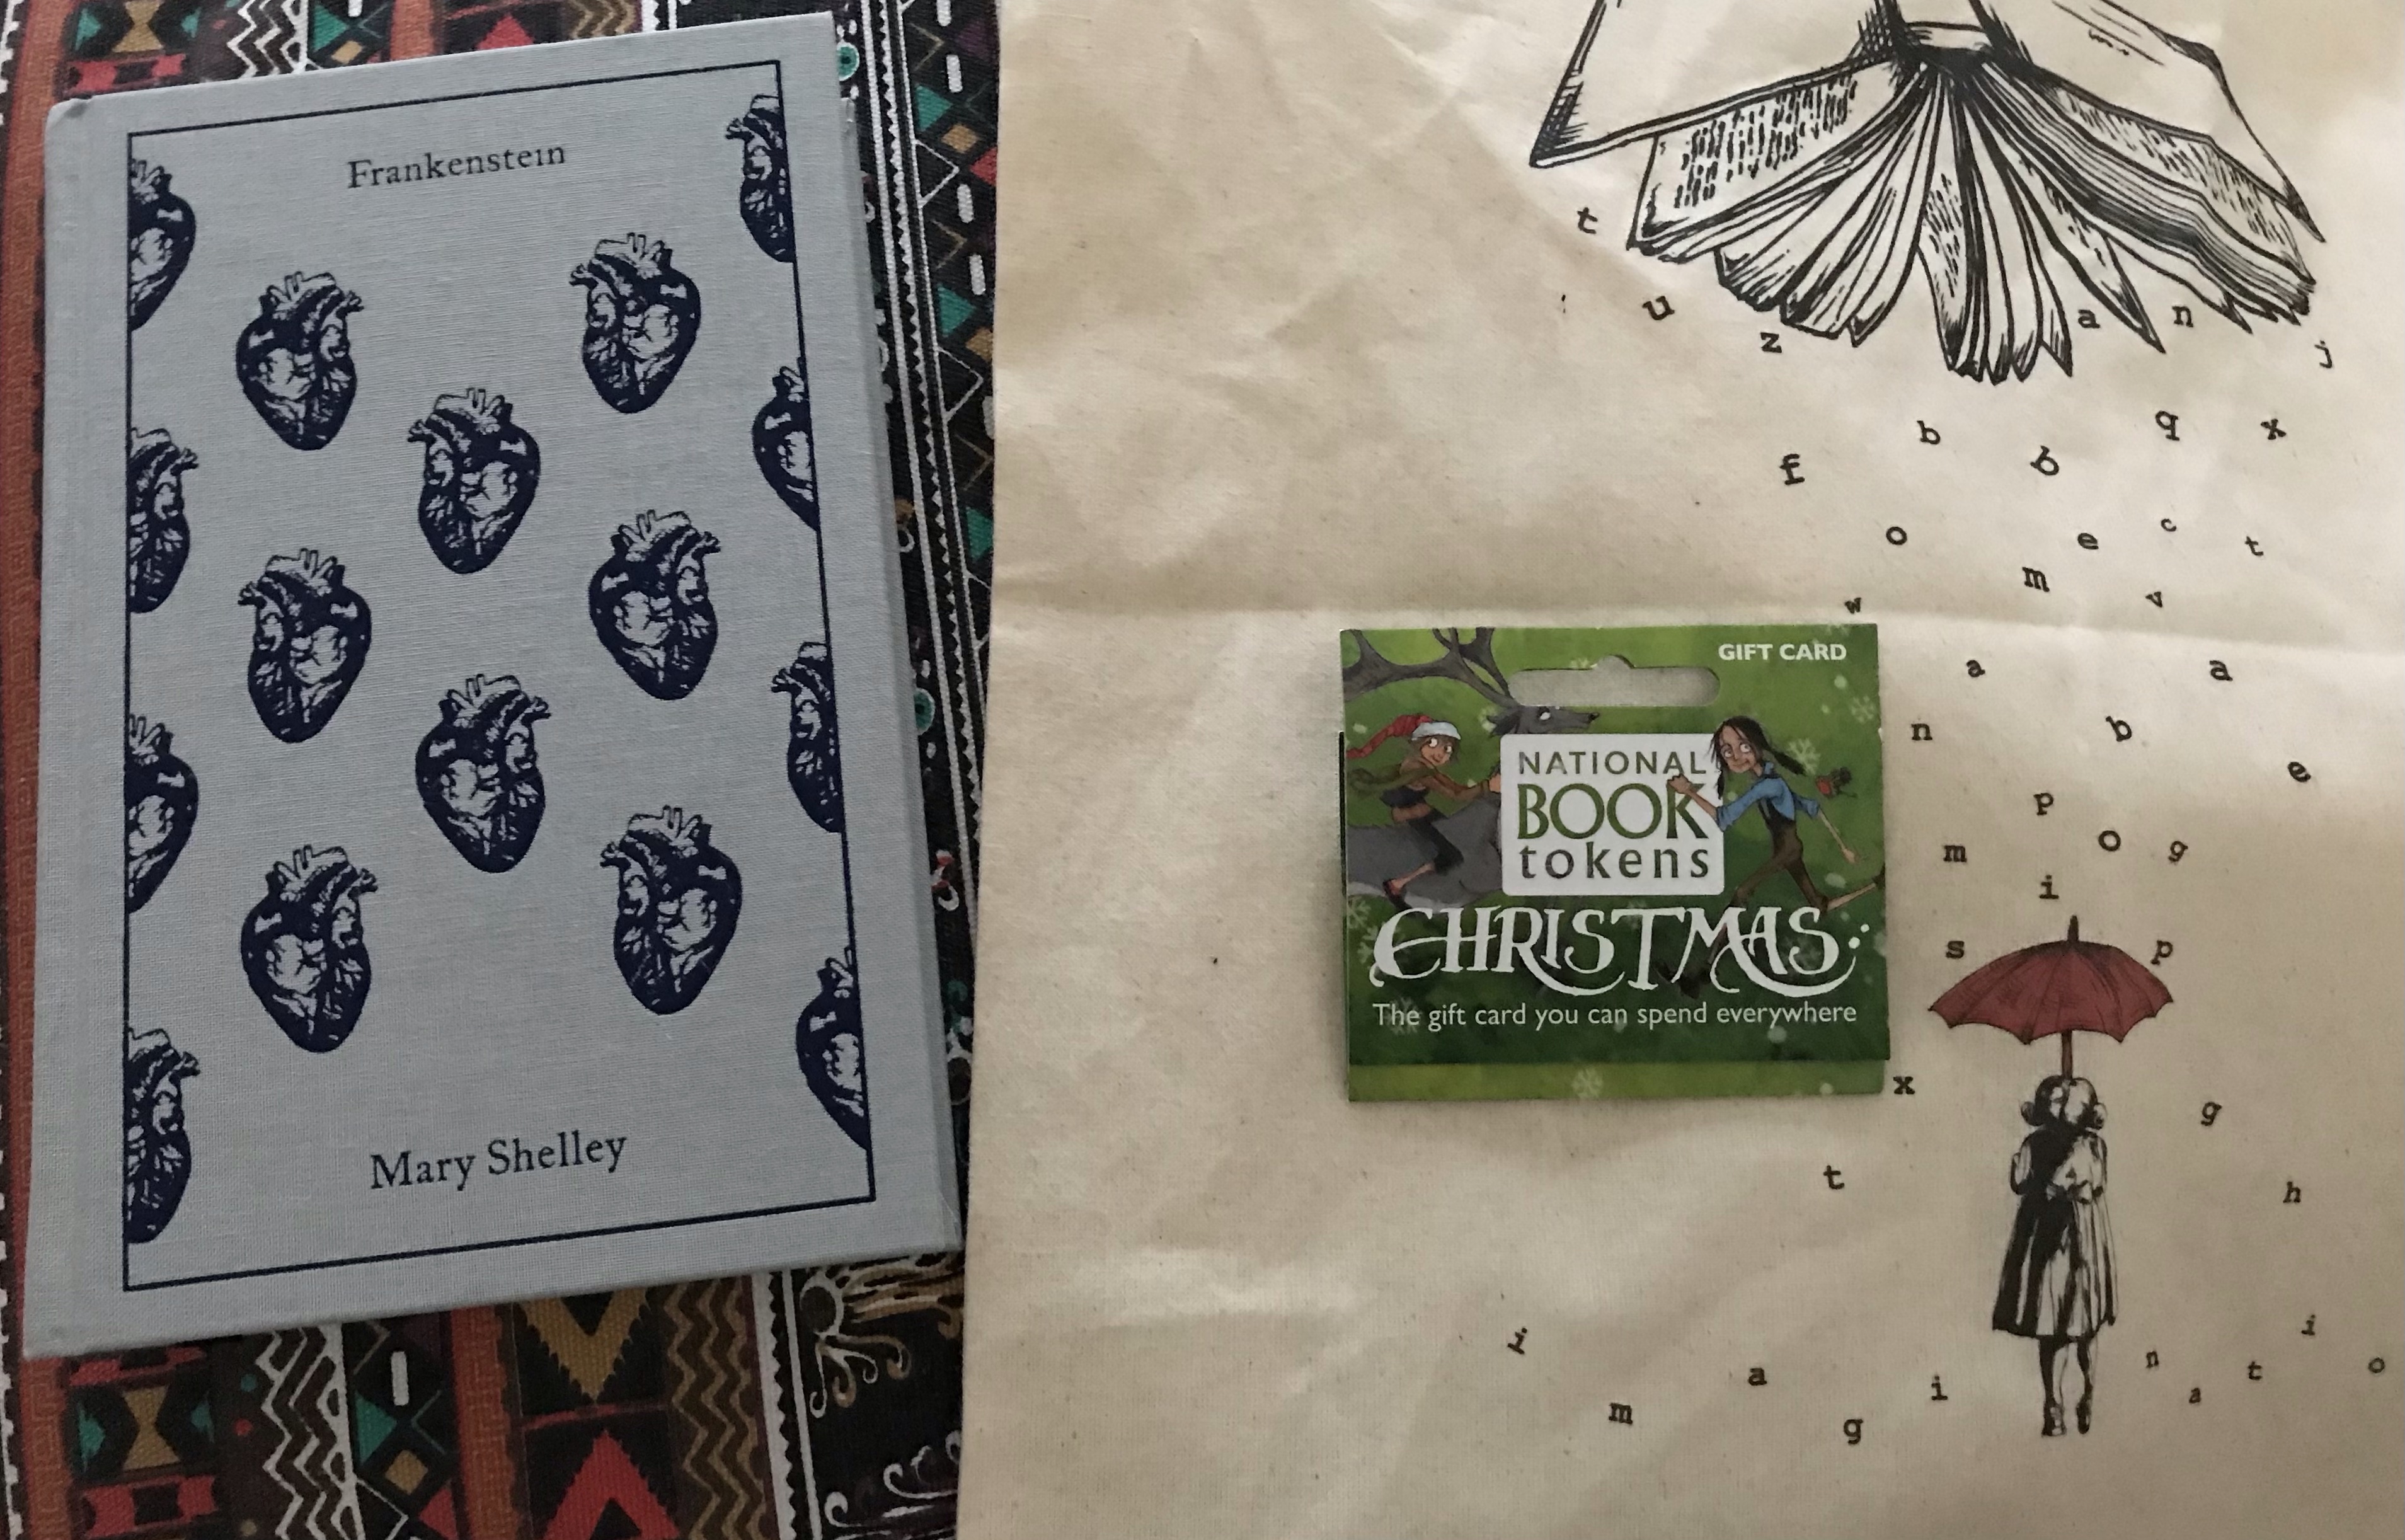 Frankenstein
Mary Shelley
t
u
z
a
n
j
b
q
x
f
b
o
e
c
t
m
w
v
GIFT CARD
NATIONAL
BOOK
tokens
CHRISTMAS
The gift card you can spend everywhere
a
a
n
b
e
p
m
o
g
i
s
p
x
g
t
h
i m a g i n a t i o